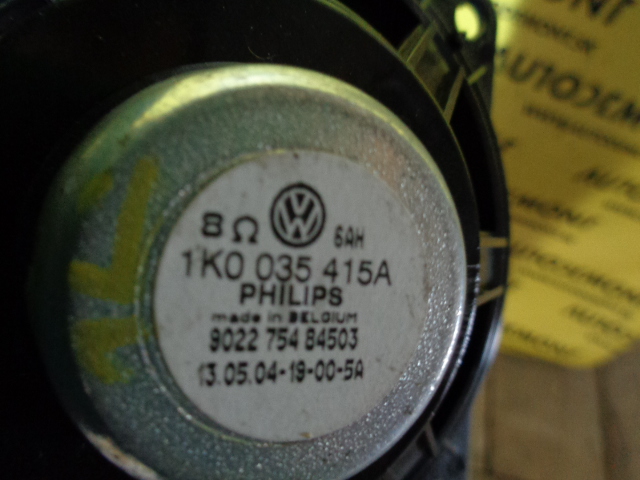 8 Ω VW 6AH
1K0 035 415A
PHILIPS
made in BELGIUM
9022 754 84503
13.05.04-19-00-5A
AUTODEM